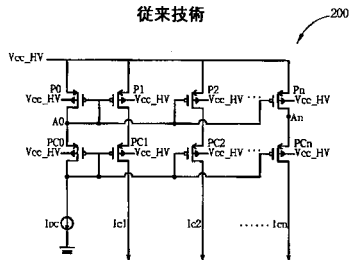 従来技術
200
Vcc_HV
P0 P1 P2 Pn
Vcc_HV Vcc_HV Vcc_HV Vcc_HV
A0 An
PC0 PC1 PC2 PCn
Vcc_HV Vcc_HV Vcc_HV Vcc_HV
IDC Ic1 Ic2 Icn